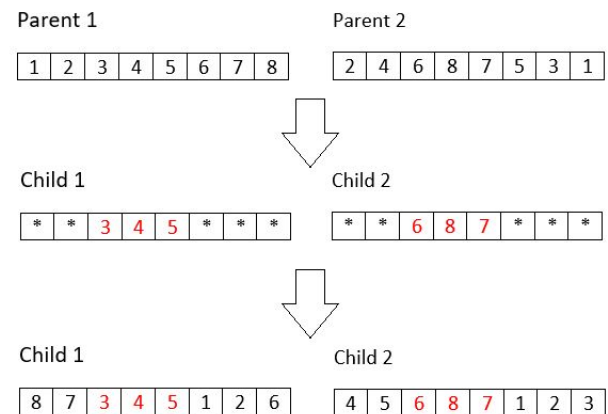 Parent 1 Parent 2
1 2 3 4 5 6 7 8 2 4 6 8 7 5 3 1
Child 1 Child 2
* * 3 4 5 * * * * * 6 8 7 * * *
Child 1 Child 2
8 7 3 4 5 1 2 6 4 5 6 8 7 1 2 3